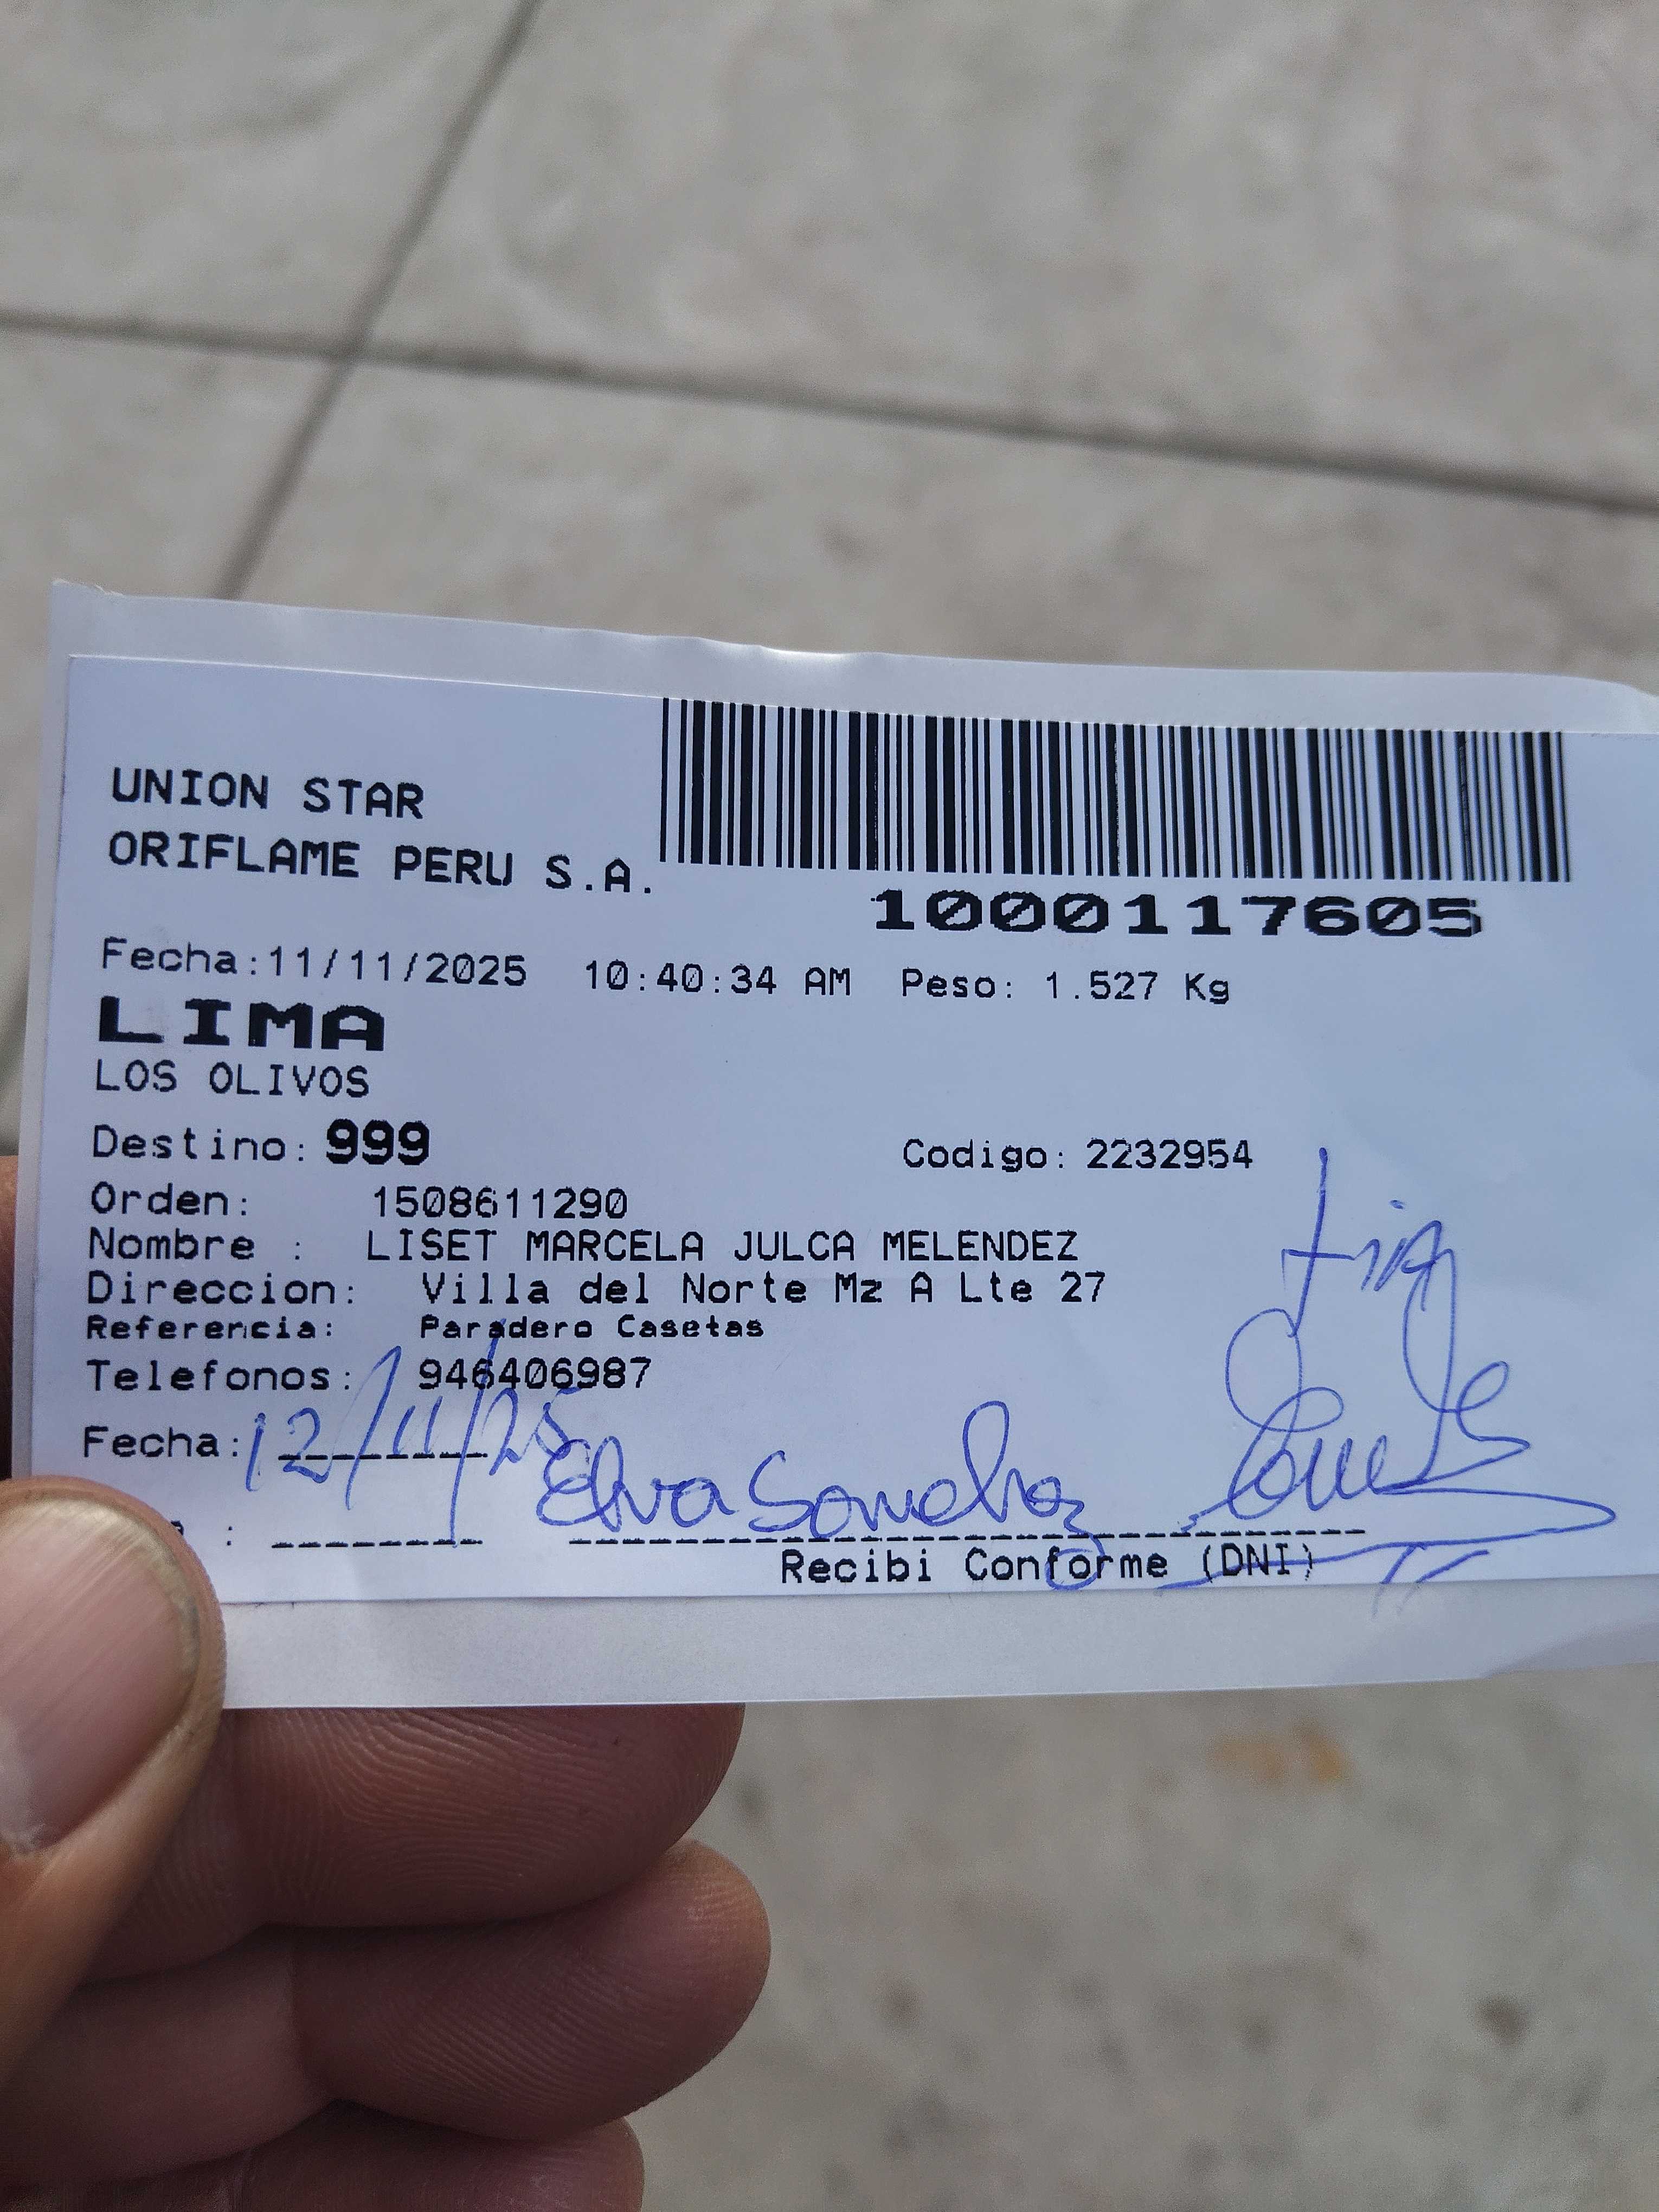 UNION STAR
ORIFLAME PERU S.A.
1000117605
Fecha:11/11/2025 10:40:34 AM Peso: 1.527 Kg
LIMA
LOS OLIVOS
Destino: 999 Codigo: 2232954
Orden: 1508611290
Nombre : LISET MARCELA JULCA MELENDEZ
Direccion: Villa del Norte Mz A Lte 27
Referencia: Paradero Casetas
Telefonos: 946406987
Fecha: 12/11/25
Elva Sanchez
Recibi Conforme (DNI)